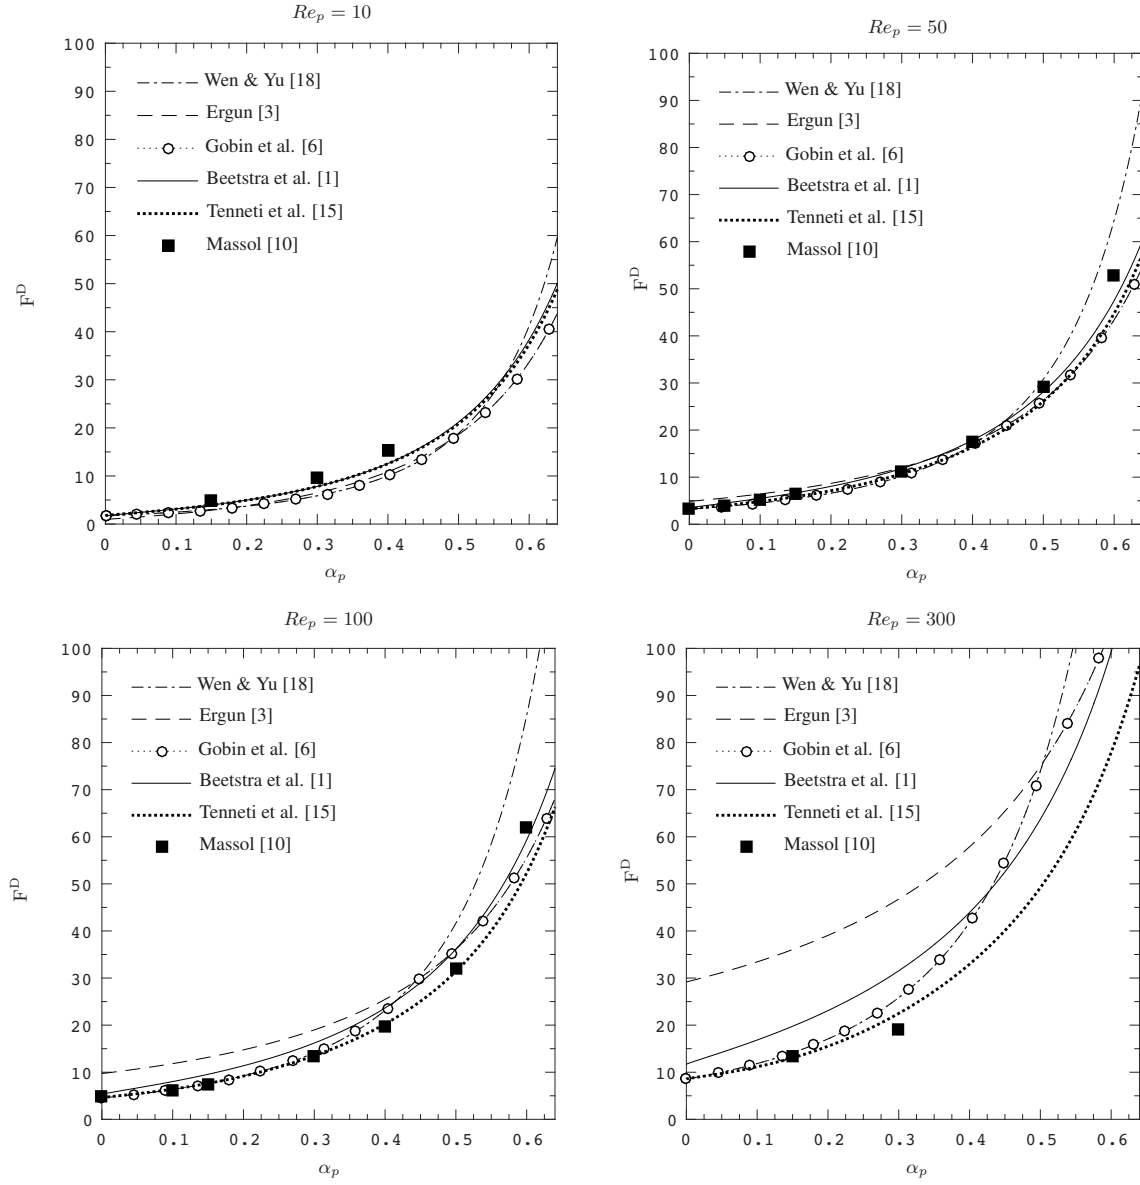 Re_p = 10
100
90
80
70
60
50
40
30
20
10
0
Wen & Yu [18]
Ergun [3]
Gobin et al. [6]
Beetstra et al. [1]
Tenneti et al. [15]
Massol [10]
F^D
0 0.1 0.2 0.3 0.4 0.5 0.6
α_p
Re_p = 50
100
90
80
70
60
50
40
30
20
10
0
Wen & Yu [18]
Ergun [3]
Gobin et al. [6]
Beetstra et al. [1]
Tenneti et al. [15]
Massol [10]
F^D
0 0.1 0.2 0.3 0.4 0.5 0.6
α_p
Re_p = 100
100
90
80
70
60
50
40
30
20
10
0
Wen & Yu [18]
Ergun [3]
Gobin et al. [6]
Beetstra et al. [1]
Tenneti et al. [15]
Massol [10]
F^D
0 0.1 0.2 0.3 0.4 0.5 0.6
α_p
Re_p = 300
100
90
80
70
60
50
40
30
20
10
0
Wen & Yu [18]
Ergun [3]
Gobin et al. [6]
Beetstra et al. [1]
Tenneti et al. [15]
Massol [10]
F^D
0 0.1 0.2 0.3 0.4 0.5 0.6
α_p